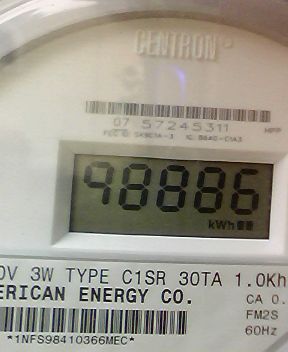 CENTRON®
07 57245311
98886
kWh
0V 3W TYPE C1SR 30TA 1.0Kh
ERICAN ENERGY CO.
CA 0.
FM2S
60Hz
*1NFS98410366MEC*